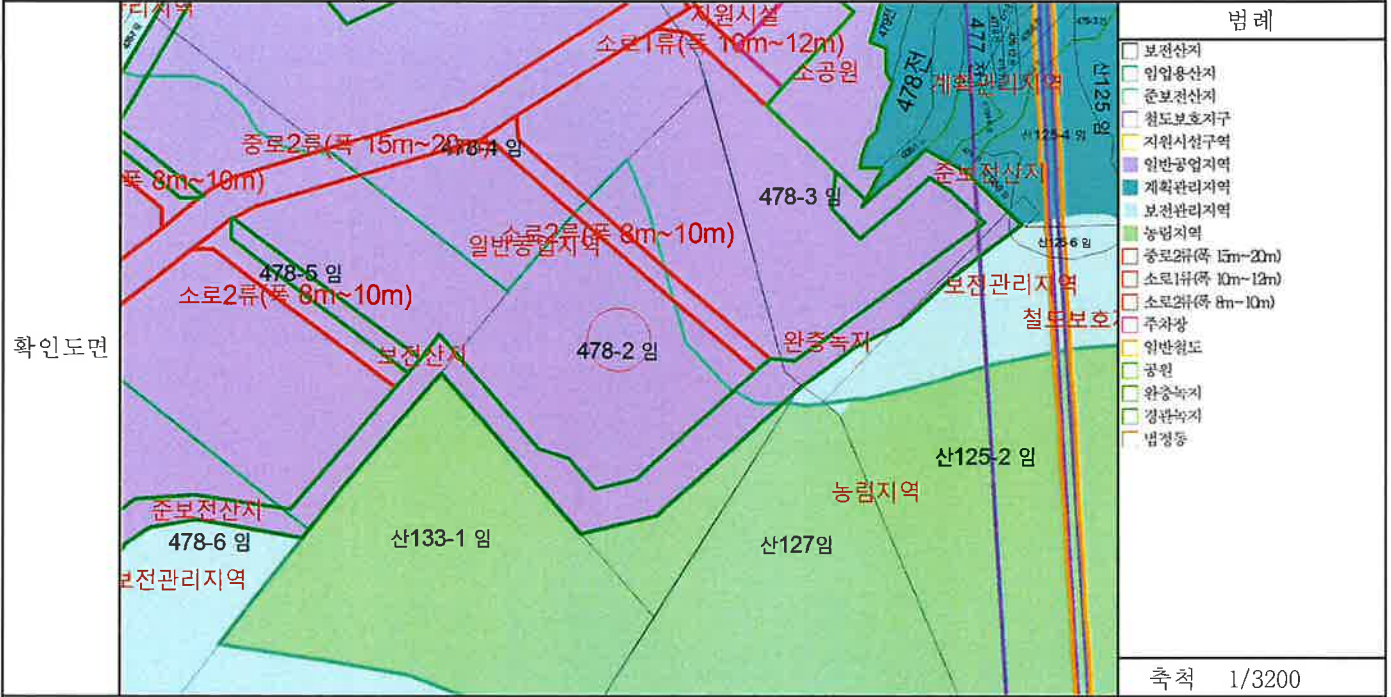 확인도면
리지역
지원시설
소로1류(폭 10m~12m)
소공원
478전
477
계획관리지역
산125 임
산125-4 임
중로2류(폭 15m~20m)
478-4 임
폭 8m~10m)
준보전산지
478-3 임
소로2류(폭 8m~10m)
일반공업지역
산125-6 임
478-5 임
소로2류(폭 8m~10m)
보전관리지역
철도보호
보전산지
478-2 임
완충녹지
산125-2 임
농림지역
준보전산지
478-6 임
산133-1 임
산127임
보전관리지역
범례
보전산지
임업용산지
준보전산지
철도보호지구
지원시설구역
일반공업지역
계획관리지역
보전관리지역
농림지역
중로2류(폭 15m~20m)
소로1류(폭 10m~12m)
소로2류(폭 8m~10m)
주차장
일반철도
공원
완충녹지
경관녹지
법정동
축척 1/3200